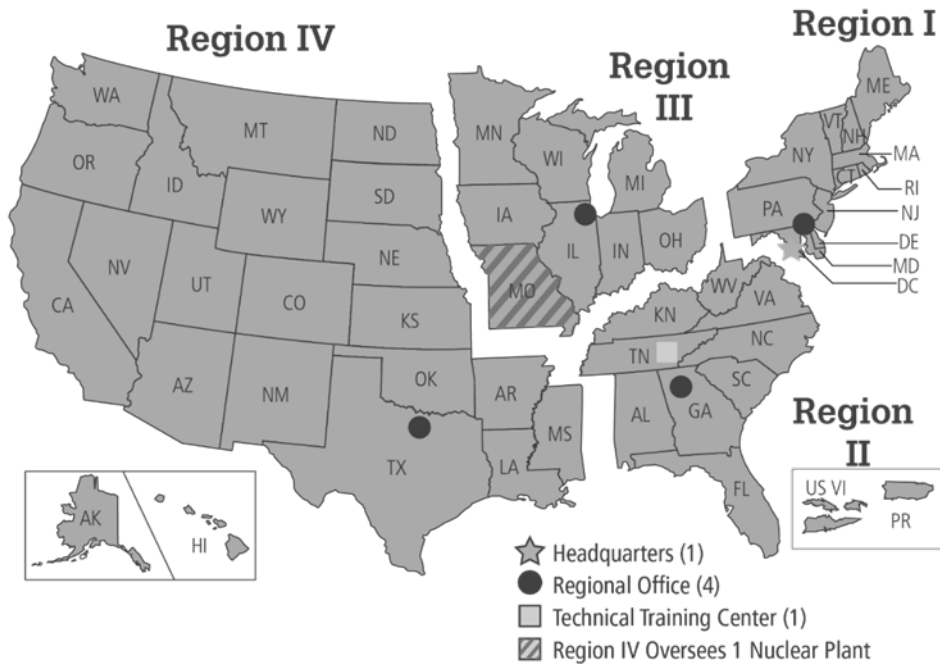 Region IV
Region I
Region
III
WA
OR
ID
MT
ND
SD
WY
NE
NV
UT
CO
KS
CA
AZ
NM
OK
TX
AR
LA
MS
MN
WI
MI
IA
IL
IN
OH
MO
ME
VT
NH
NY
MA
CT
RI
PA
NJ
DE
MD
DC
WV
VA
KN
NC
TN
SC
AL
GA
FL
Region
II
US VI
PR
AK
HI
Headquarters (1)
Regional Office (4)
Technical Training Center (1)
Region IV Oversees 1 Nuclear Plant